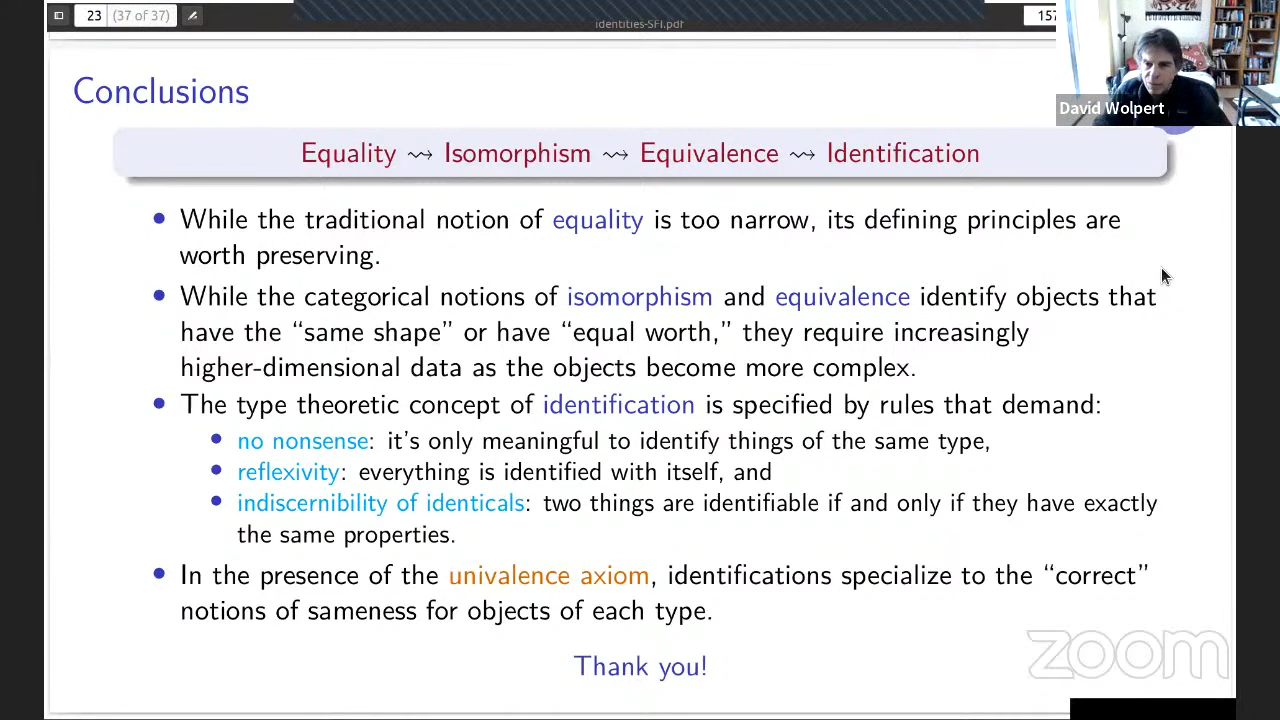 23 (37 of 37)
identities-SFI.pdf
157
David Wolpert
Conclusions
Equality ⇝ Isomorphism ⇝ Equivalence ⇝ Identification
• While the traditional notion of equality is too narrow, its defining principles are
worth preserving.
• While the categorical notions of isomorphism and equivalence identify objects that
have the “same shape” or have “equal worth,” they require increasingly
higher-dimensional data as the objects become more complex.
• The type theoretic concept of identification is specified by rules that demand:
• no nonsense: it's only meaningful to identify things of the same type,
• reflexivity: everything is identified with itself, and
• indiscernibility of identicals: two things are identifiable if and only if they have exactly
the same properties.
• In the presence of the univalence axiom, identifications specialize to the “correct”
notions of sameness for objects of each type.
Thank you!
zoom